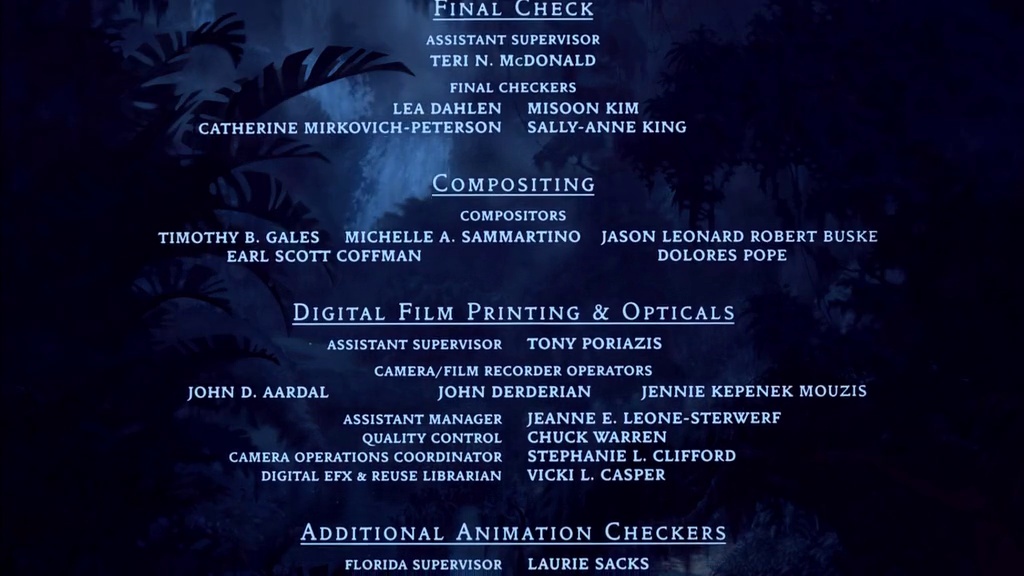 FINAL CHECK
ASSISTANT SUPERVISOR
TERI N. McDONALD
FINAL CHECKERS
LEA DAHLEN MISOON KIM
CATHERINE MIRKOVICH-PETERSON SALLY-ANNE KING
COMPOSITING
COMPOSITORS
TIMOTHY B. GALES MICHELLE A. SAMMARTINO JASON LEONARD ROBERT BUSKE
EARL SCOTT COFFMAN DOLORES POPE
DIGITAL FILM PRINTING & OPTICALS
ASSISTANT SUPERVISOR TONY PORIAZIS
CAMERA/FILM RECORDER OPERATORS
JOHN D. AARDAL JOHN DERDERIAN JENNIE KEPENEK MOUZIS
ASSISTANT MANAGER JEANNE E. LEONE-STERWERF
QUALITY CONTROL CHUCK WARREN
CAMERA OPERATIONS COORDINATOR STEPHANIE L. CLIFFORD
DIGITAL EFX & REUSE LIBRARIAN VICKI L. CASPER
ADDITIONAL ANIMATION CHECKERS
FLORIDA SUPERVISOR LAURIE SACKS